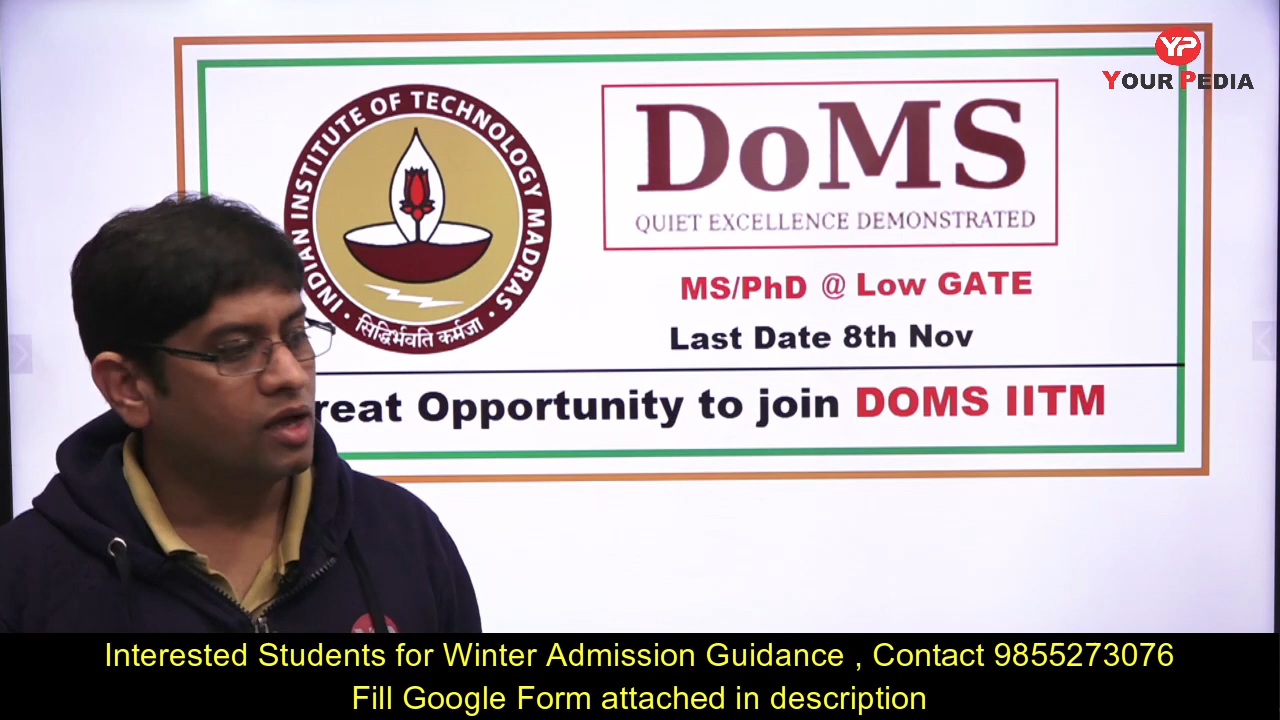 YP
YOUR PEDIA
INDIAN INSTITUTE OF TECHNOLOGY MADRAS
सिद्धिर्भवति कर्मजा
DoMS
QUIET EXCELLENCE DEMONSTRATED
MS/PhD @ Low GATE
Last Date 8th Nov
reat Opportunity to join DOMS IITM
Interested Students for Winter Admission Guidance , Contact 9855273076
Fill Google Form attached in description